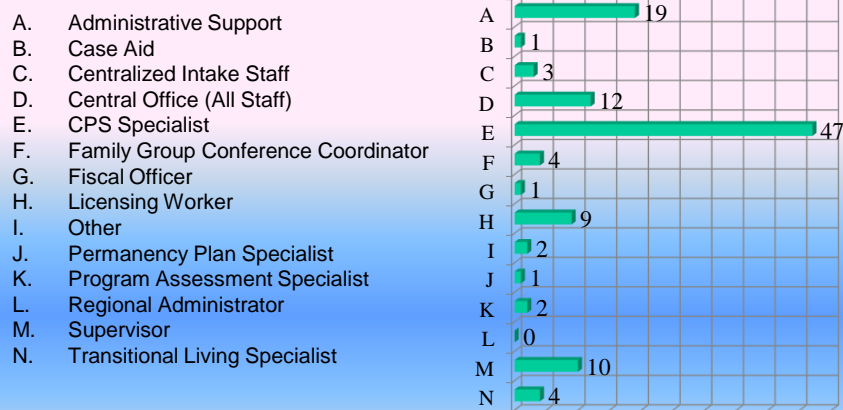 A. Administrative Support
B. Case Aid
C. Centralized Intake Staff
D. Central Office (All Staff)
E. CPS Specialist
F. Family Group Conference Coordinator
G. Fiscal Officer
H. Licensing Worker
I. Other
J. Permanency Plan Specialist
K. Program Assessment Specialist
L. Regional Administrator
M. Supervisor
N. Transitional Living Specialist
A 19
B 1
C 3
D 12
E 47
F 4
G 1
H 9
I 2
J 1
K 2
L 0
M 10
N 4